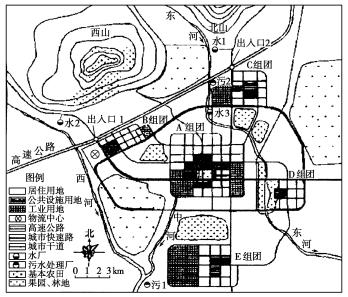 东河
北山
西山
出入口2
水1
污2
C组团
水3
出入口1
B组团
水2
A组团
高速公路
西河
D组团
中河
东河
E组团
污1
图例
居住用地
公共设施用地
工业用地
物流中心
高速公路
城市快速路
城市干道
水厂
污水处理厂
基本农田
果园、林地
北
0 1 2 3km